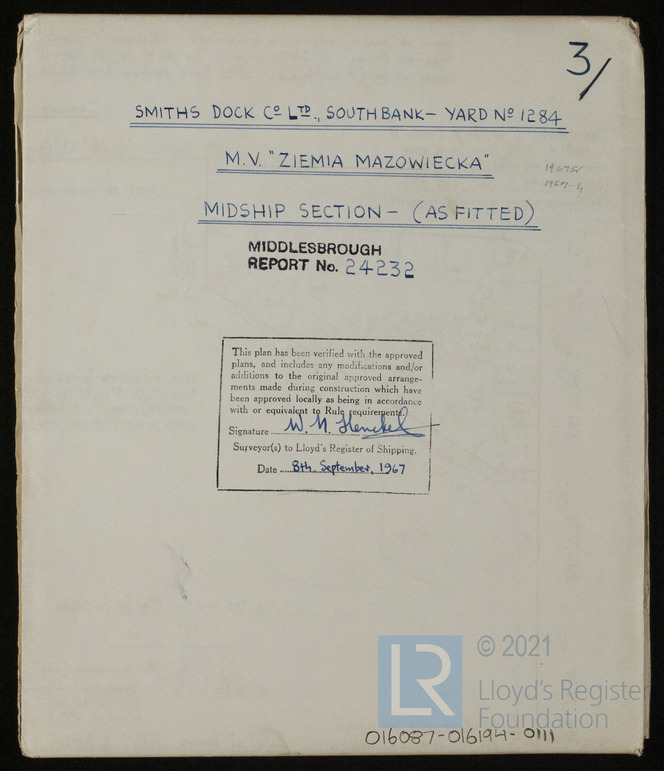 3/
SMITHS DOCK Cº LTD., SOUTH BANK - YARD Nº 1284
M.V. "ZIEMIA MAZOWIECKA"
MIDSHIP SECTION - (AS FITTED)
MIDDLESBROUGH
REPORT No. 24232
This plan has been verified with the approved
plans, and includes any modifications and/or
additions to the original approved arrange-
ments made during construction which have
been approved locally as being in accordance
with or equivalent to Rule requirements.
Signature W. M. Henckel
Surveyor(s) to Lloyd's Register of Shipping.
Date 8th. September, 1967
LR
© 2021
Lloyd's Register
Foundation
016087-016194-0111